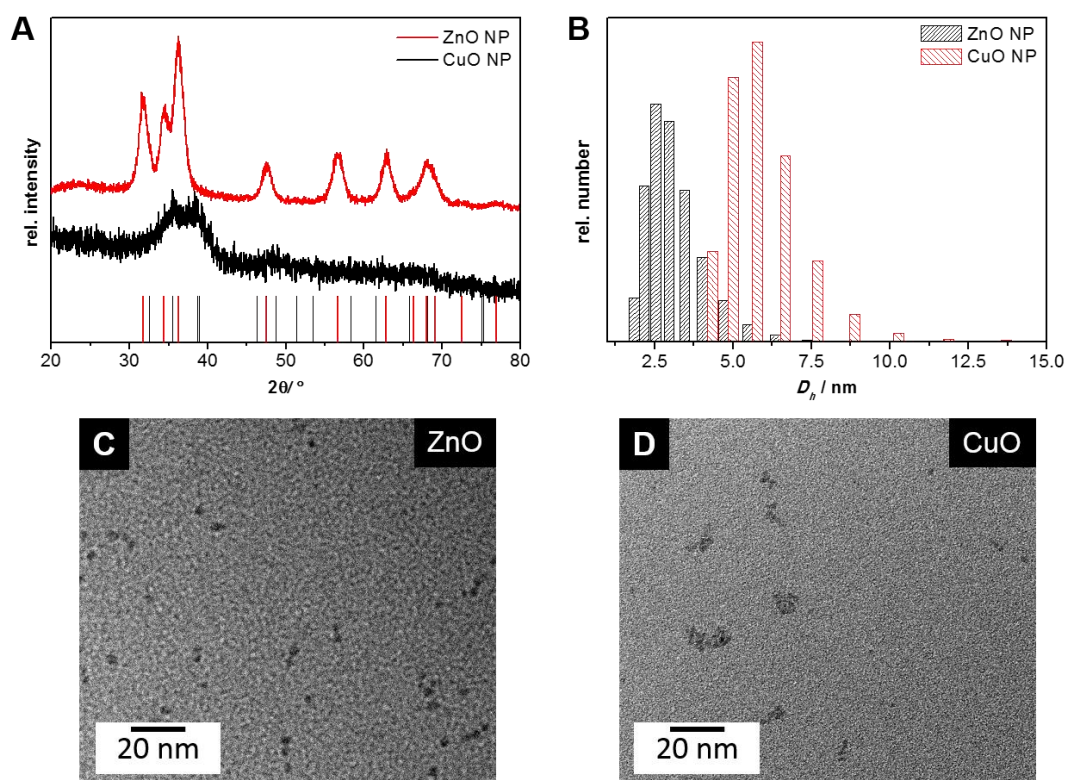 A
ZnO NP
CuO NP
rel. intensity
20 30 40 50 60 70 80
2θ/ °
B
ZnO NP
CuO NP
rel. number
2.5 5.0 7.5 10.0 12.5 15.0
Dₕ / nm
C
ZnO
20 nm
D
CuO
20 nm